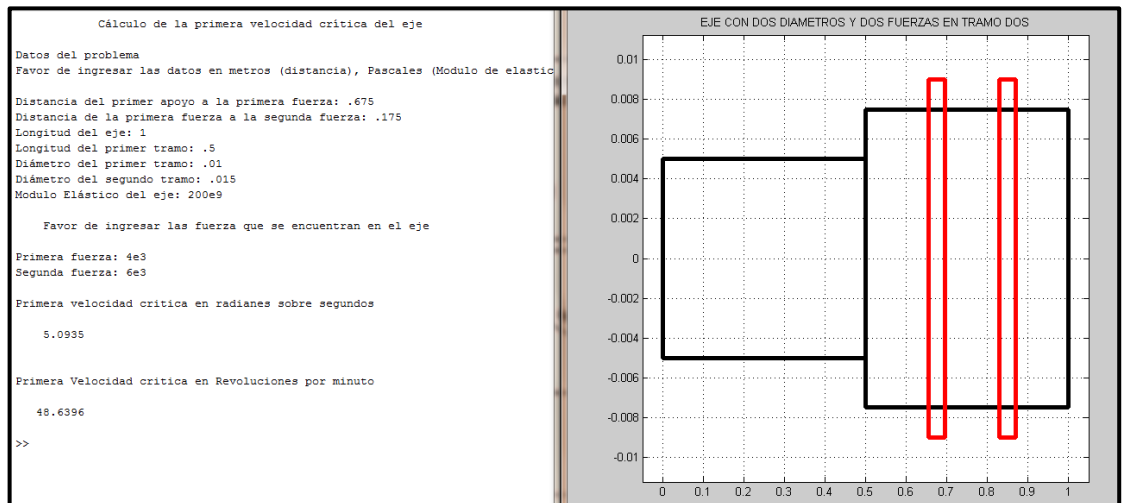 Cálculo de la primera velocidad crítica del eje
Datos del problema
Favor de ingresar las datos en metros (distancia), Pascales (Modulo de elastic
Distancia del primer apoyo a la primera fuerza: .675
Distancia de la primera fuerza a la segunda fuerza: .175
Longitud del eje: 1
Longitud del primer tramo: .5
Diámetro del primer tramo: .01
Diámetro del segundo tramo: .015
Modulo Elástico del eje: 200e9
Favor de ingresar las fuerza que se encuentran en el eje
Primera fuerza: 4e3
Segunda fuerza: 6e3
Primera velocidad critica en radianes sobre segundos
5.0935
Primera Velocidad critica en Revoluciones por minuto
48.6396
>>
EJE CON DOS DIAMETROS Y DOS FUERZAS EN TRAMO DOS
0.01
0.008
0.006
0.004
0.002
0
-0.002
-0.004
-0.006
-0.008
-0.01
0 0.1 0.2 0.3 0.4 0.5 0.6 0.7 0.8 0.9 1